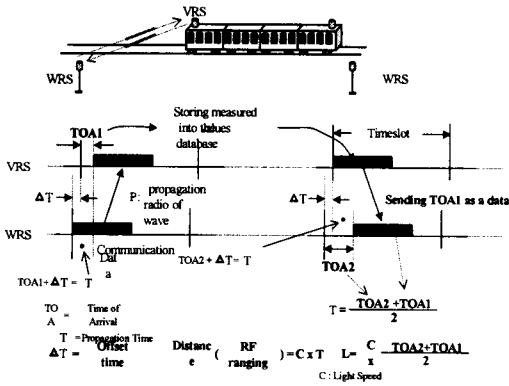 VRS
WRS
WRS
Storing measured
into thalues
database
TOA1
Timeslot
VRS
ΔT
P: propagation
radio of
wave
ΔT
Sending TOA1 as a data
WRS
Communication
Dat
a
TOA2 + ΔT = T
TOA2
TOA1+ ΔT = T
T = TOA2 +TOA1
2
TO
A = Time of
Arrival
T =Propagation Time
ΔT = Offset
time
Distanc
e ( RF
ranging ) = C x T
L= C
x TOA2+TOA1
2
C : Light Speed